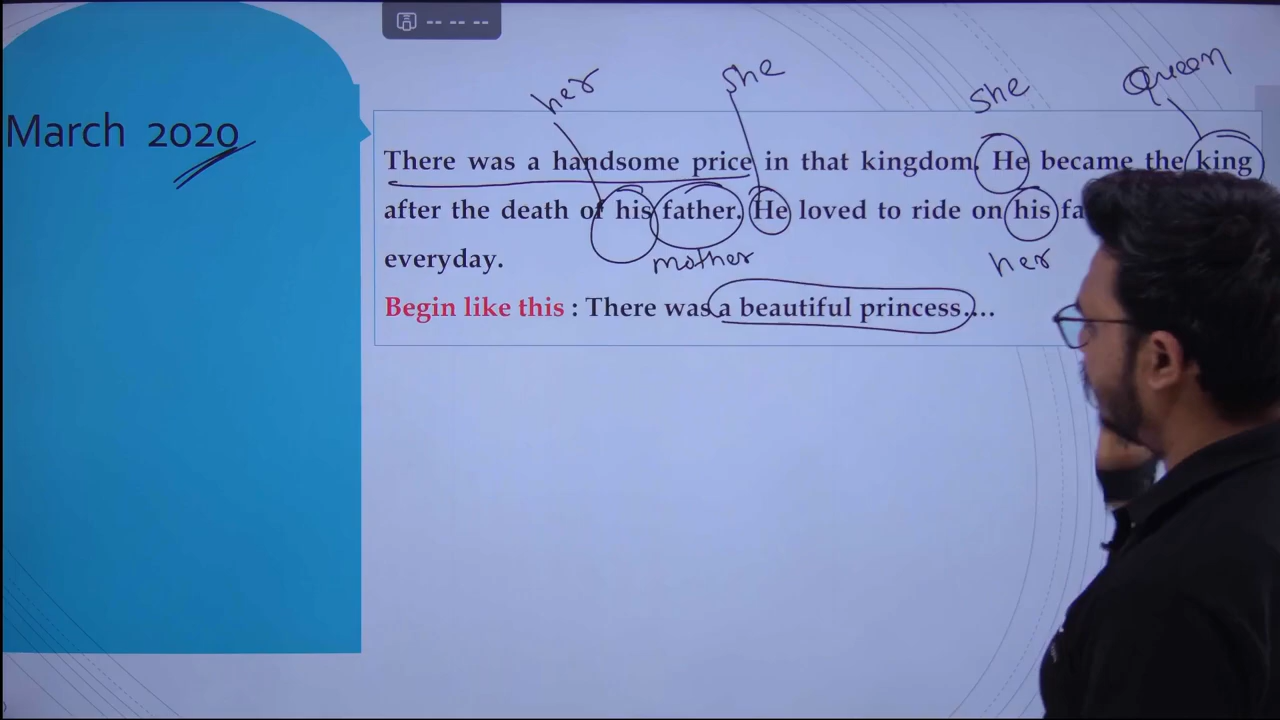 -- -- --
her
she
she
Queen
March 2020
There was a handsome price in that kingdom. He became the king
after the death of his father. He loved to ride on his fa
mother
her
everyday.
Begin like this : There was a beautiful princess....